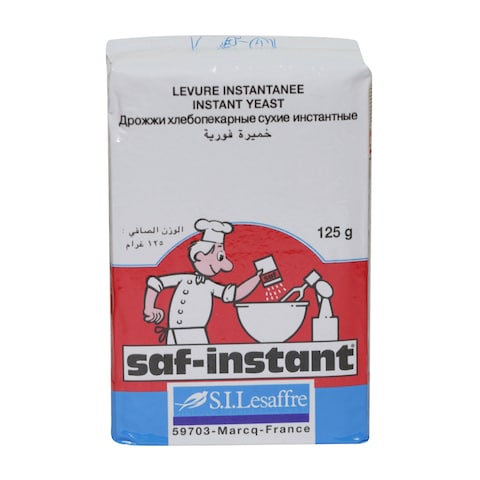 LEVURE INSTANTANEE
INSTANT YEAST
Дрожжи хлебопекарные сухие инстантные
خميرة فورية
الوزن الصافي :
١٢٥ غرام
125 g
saf-instant
S.I.Lesaffre
59703-Marcq-France